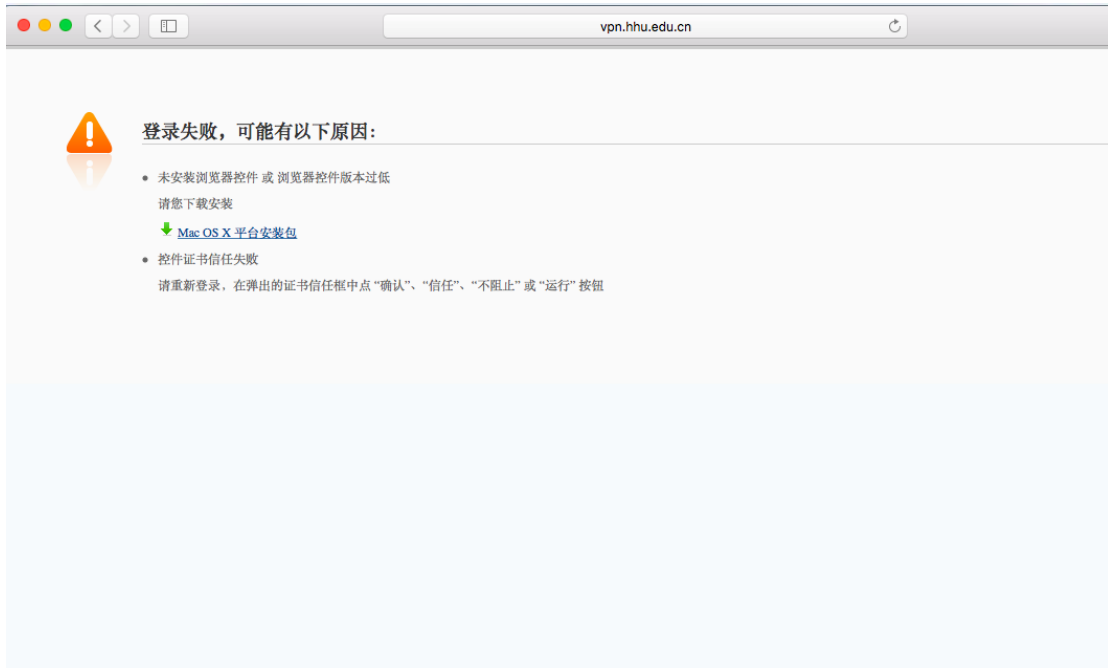 vpn.hhu.edu.cn
登录失败，可能有以下原因：
未安装浏览器控件 或 浏览器控件版本过低
请您下载安装
Mac OS X 平台安装包
控件证书信任失败
请重新登录，在弹出的证书信任框中点 “确认”、“信任”、“不阻止” 或 “运行” 按钮